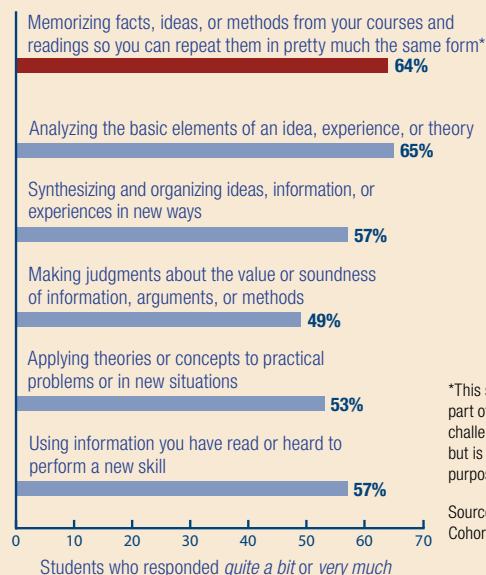 Memorizing facts, ideas, or methods from your courses and
readings so you can repeat them in pretty much the same form*
64%
Analyzing the basic elements of an idea, experience, or theory
65%
Synthesizing and organizing ideas, information, or
experiences in new ways
57%
Making judgments about the value or soundness
of information, arguments, or methods
49%
Applying theories or concepts to practical
problems or in new situations
53%
Using information you have read or heard to
perform a new skill
57%
0 10 20 30 40 50 60 70
Students who responded quite a bit or very much
*This
part
but is